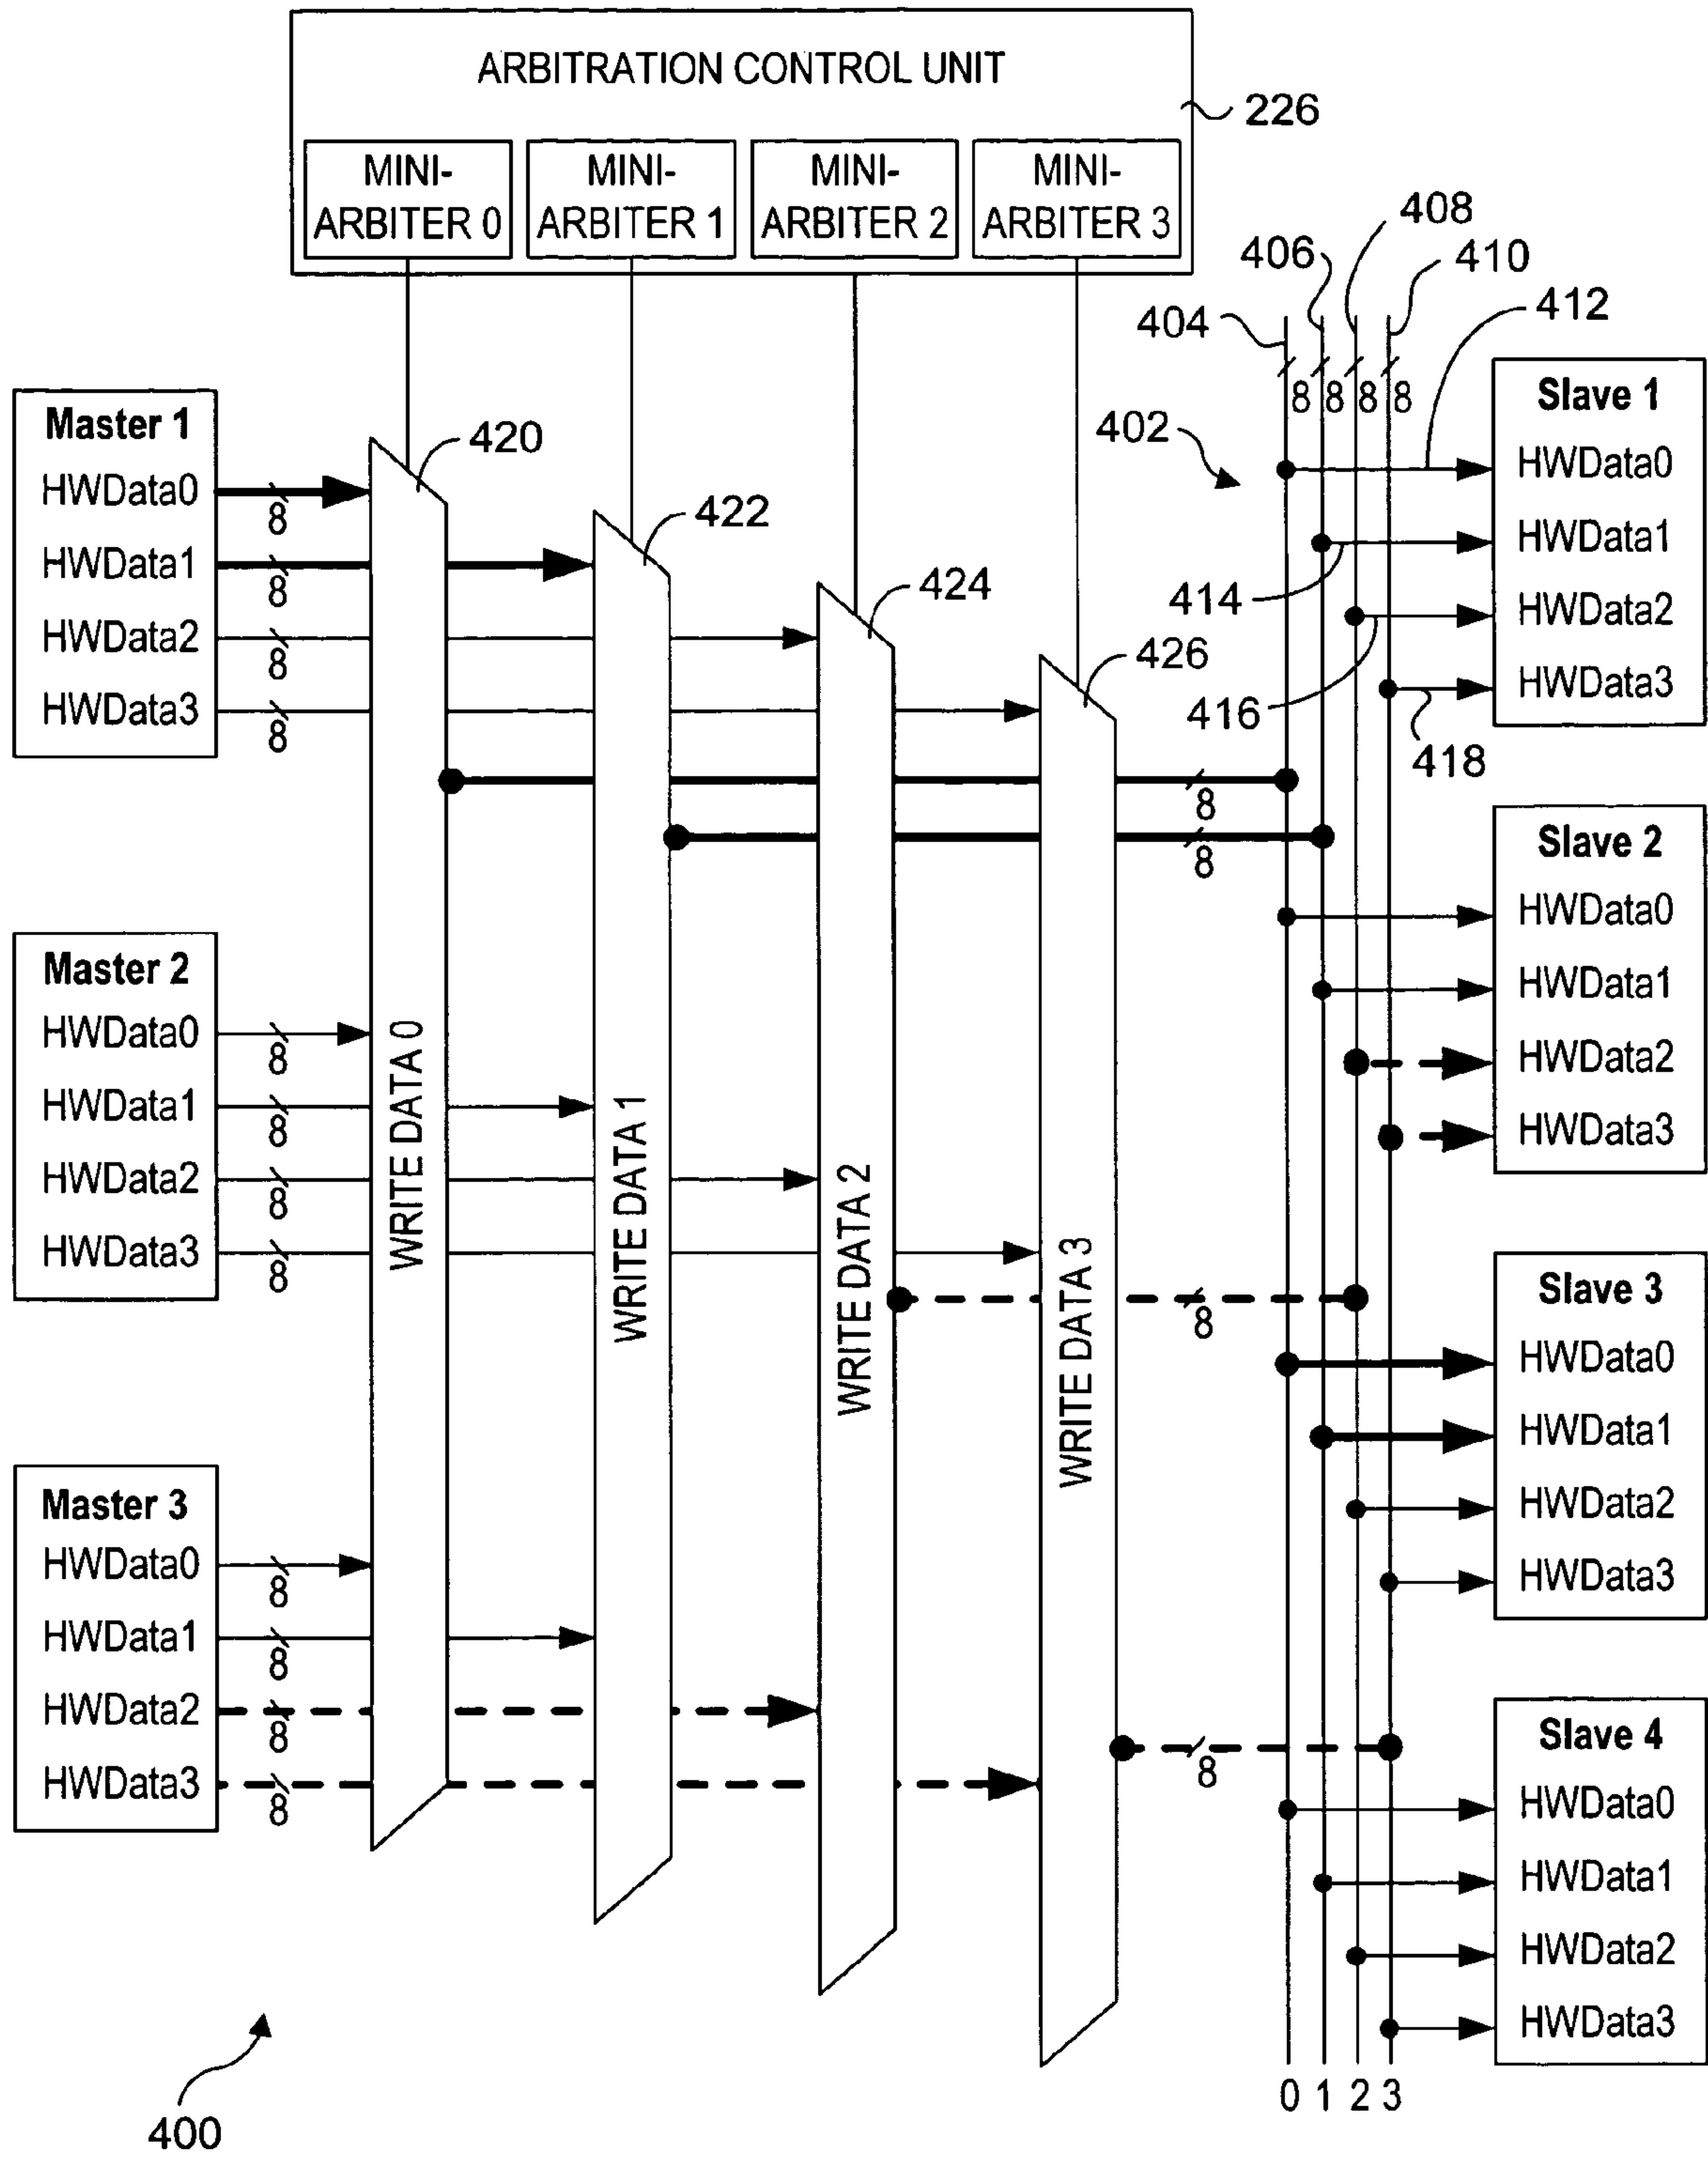 ARBITRATION CONTROL UNIT
226
MINI-
ARBITER 0
MINI-
ARBITER 1
MINI-
ARBITER 2
MINI-
ARBITER 3
408
406
410
404
412
8
8
8
8
402
Master 1
HWData0
8
HWData1
8
HWData2
8
HWData3
8
420
422
424
426
Slave 1
HWData0
HWData1
414
HWData2
416
HWData3
418
8
8
Slave 2
HWData0
HWData1
HWData2
HWData3
Master 2
HWData0
8
HWData1
8
HWData2
8
HWData3
8
WRITE DATA 0
WRITE DATA 1
WRITE DATA 2
WRITE DATA 3
8
Slave 3
HWData0
HWData1
HWData2
HWData3
Master 3
HWData0
8
HWData1
8
HWData2
8
HWData3
8
8
Slave 4
HWData0
HWData1
HWData2
HWData3
0 1 2 3
400